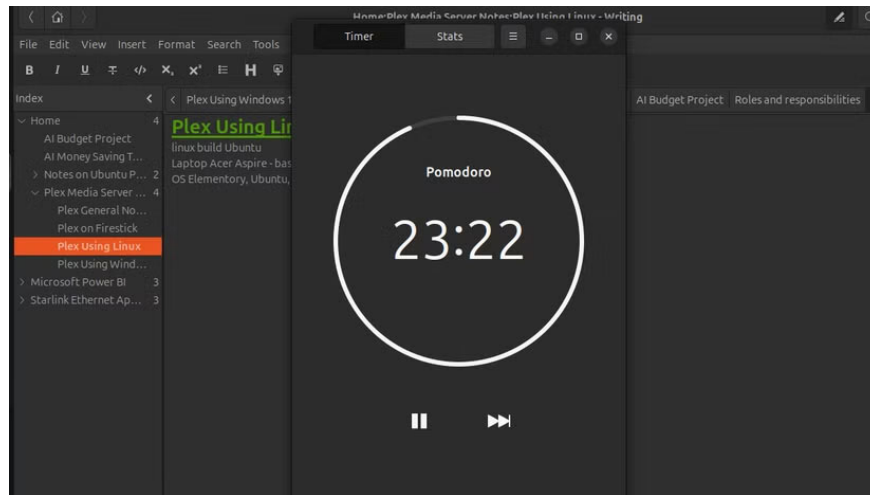 Home:Plex Media Server Notes:Plex Using Linux - Writing
File Edit View Insert Format Search Tools
Timer Stats
B I U
Index
Plex Using Windows 1
AI Budget Project Roles and responsibilities
Home 4
AI Budget Project
AI Money Saving T...
Notes on Ubuntu P... 2
Plex Media Server ... 4
Plex General No...
Plex on Firestick
Plex Using Linux
Plex Using Wind...
Microsoft Power BI 3
Starlink Ethernet Ap... 3
Plex Using Lin
linux build Ubuntu
Laptop Acer Aspire - bas
OS Elementory, Ubuntu,
Pomodoro
23:22